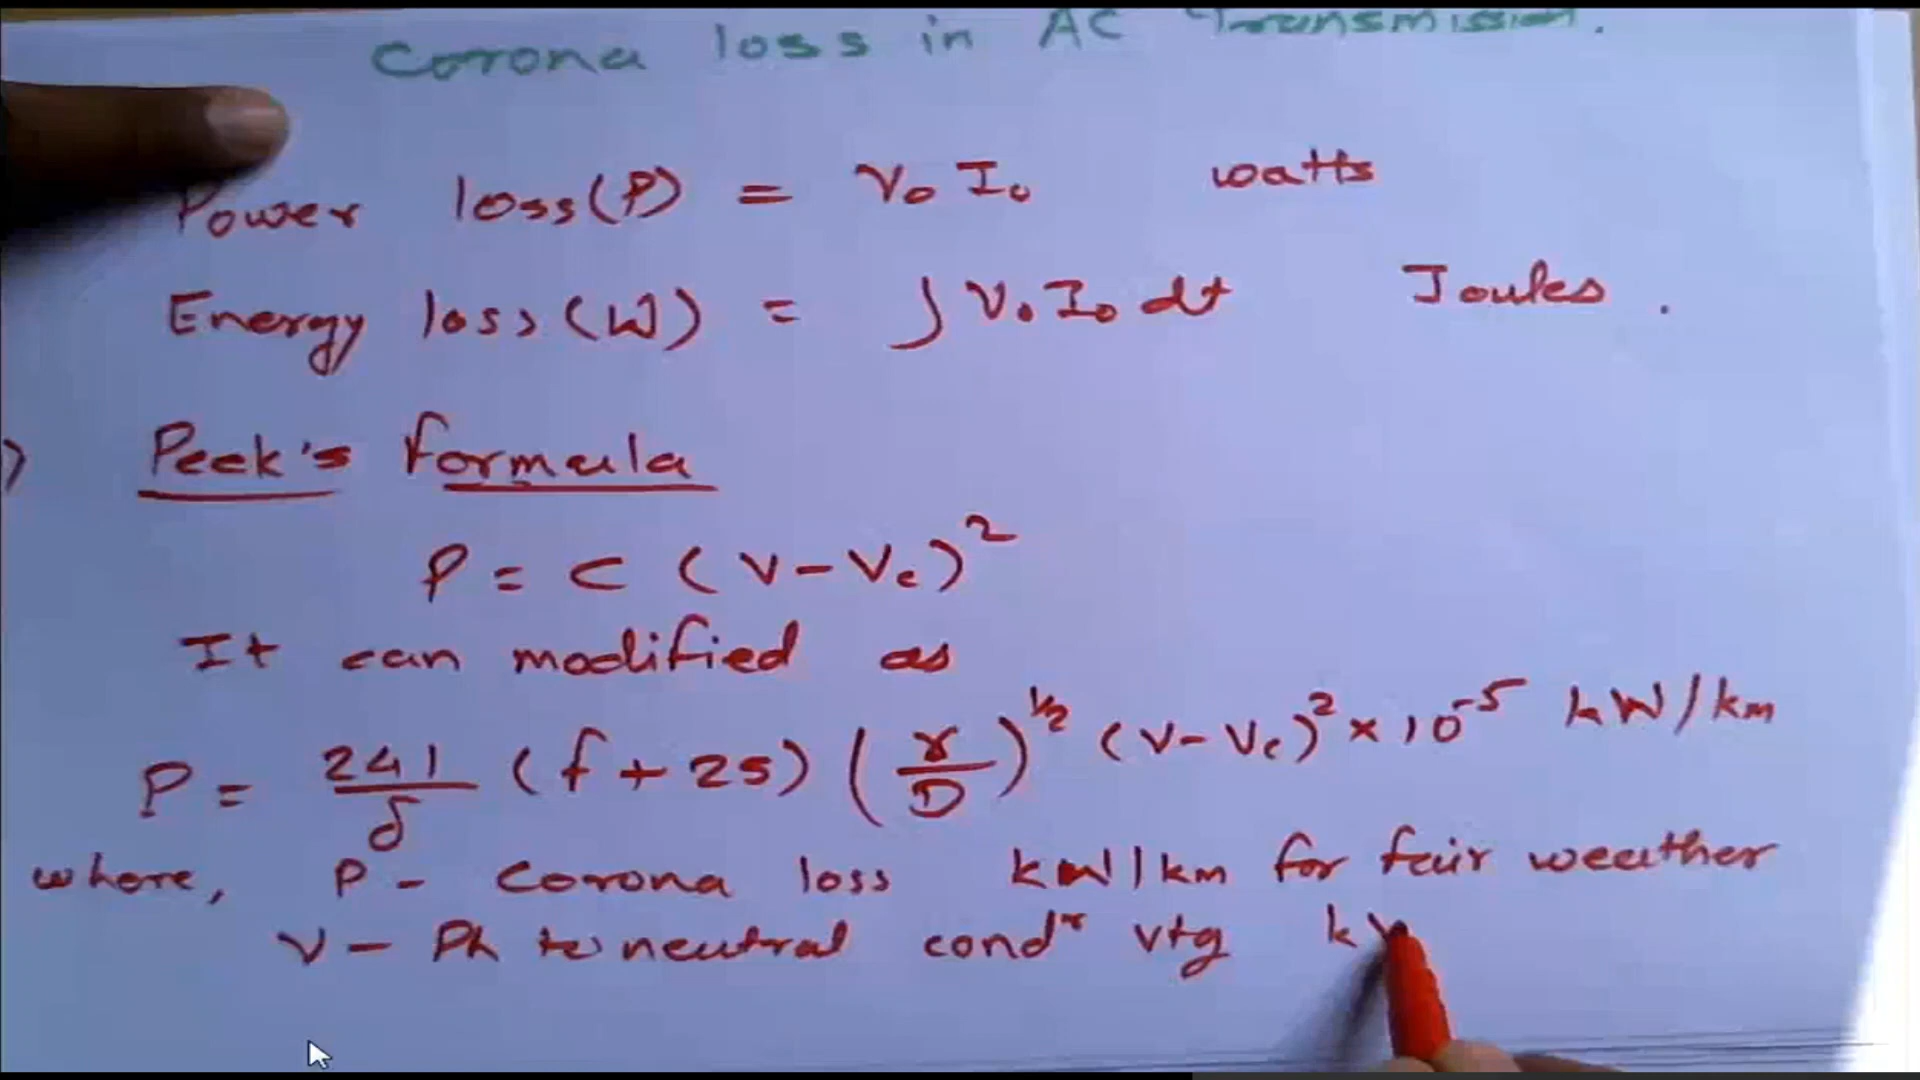 Corona loss in AC Transmission.
Power loss(P) = V₀ I₀ watts
Energy loss(W) = ∫ V₀ I₀ dt Joules .
) Peek's formula
P = C (V - Vc)²
It can modified as
P = 241/δ (f + 25) (r/D)^1/2 (V - Vc)² × 10^-5 kW/km
where, P - Corona loss kW/km for fair weather
V - Ph to neutral condr vtg kV